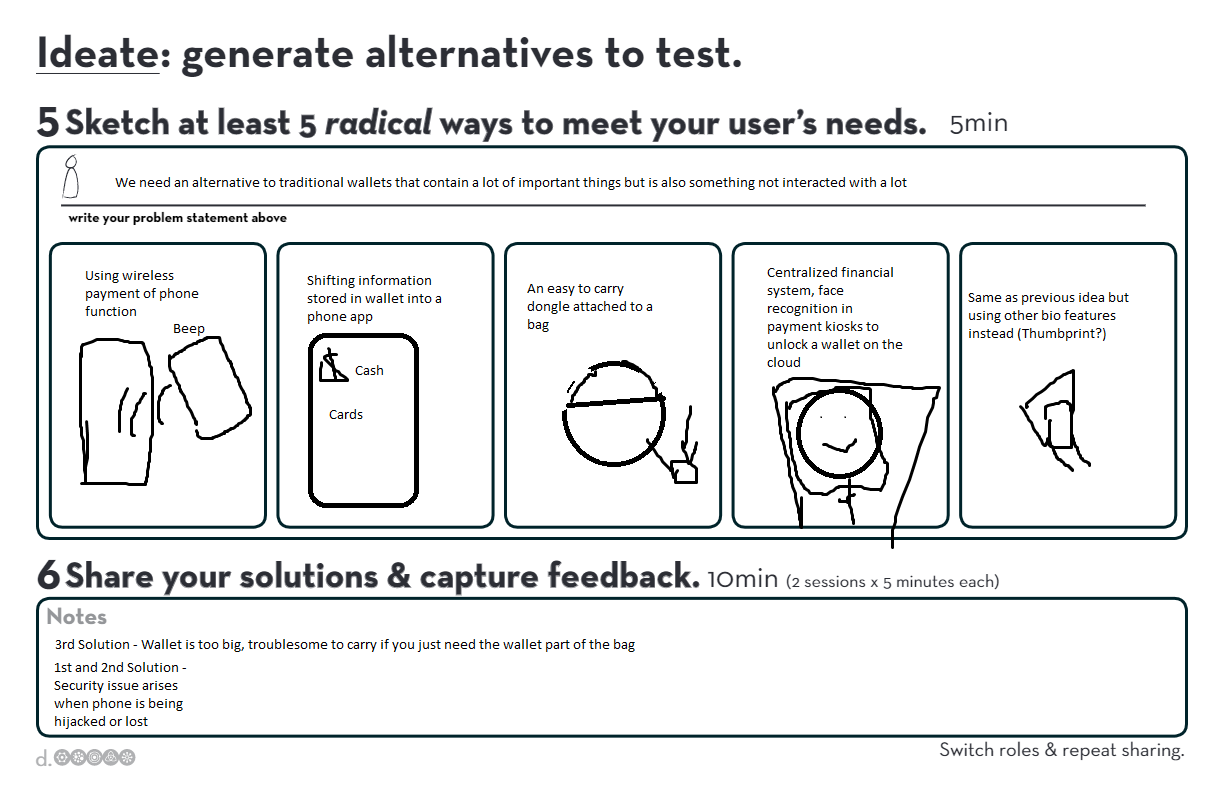 Ideate: generate alternatives to test.
5 Sketch at least 5 radical ways to meet your user's needs. 5min
We need an alternative to traditional wallets that contain a lot of important things but is also something not interacted with a lot
write your problem statement above
Using wireless
payment of phone
function
Beep
Shifting information
stored in wallet into a
phone app
$ Cash
Cards
An easy to carry
dongle attached to a
bag
Centralized financial
system, face
recognition in
payment kiosks to
unlock a wallet on the
cloud
Same as previous idea but
using other bio features
instead (Thumbprint?)
6 Share your solutions & capture feedback. 10min (2 sessions x 5 minutes each)
Notes
3rd Solution - Wallet is too big, troublesome to carry if you just need the wallet part of the bag
1st and 2nd Solution -
Security issue arises
when phone is being
hijacked or lost
d.
Switch roles & repeat sharing.